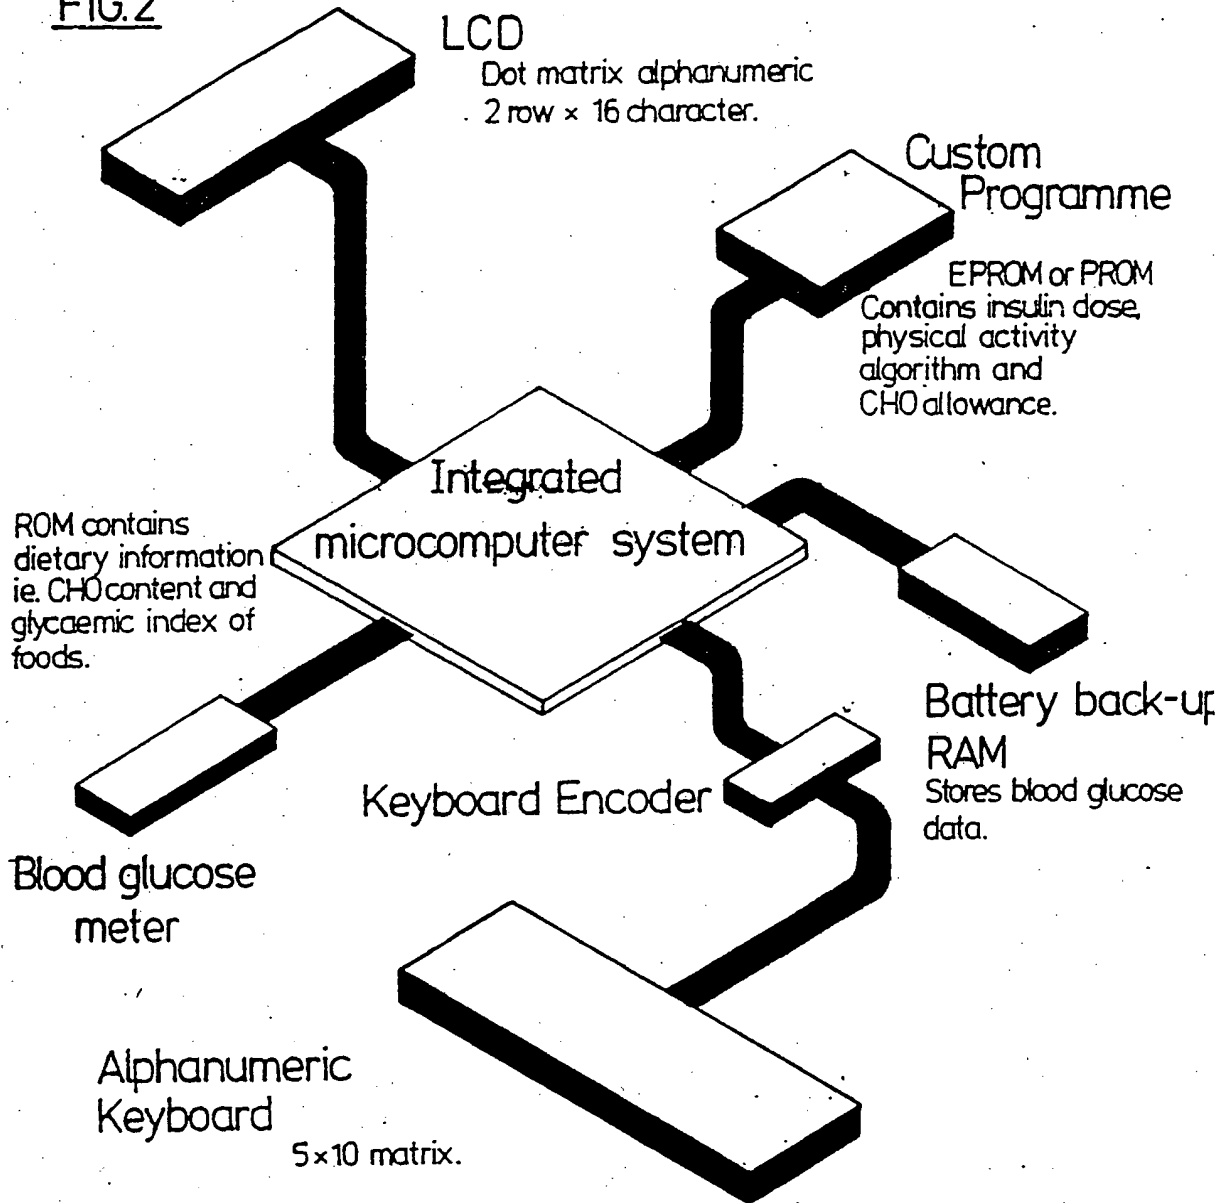 FIG.2
LCD
Dot matrix alphanumeric
2 row × 16 character.
Custom
Programme
EPROM or PROM
Contains insulin dose,
physical activity
algorithm and
CHO allowance.
Integrated
microcomputer system
ROM contains
dietary information
ie. CHO content and
glycaemic index of
foods.
Battery back-up
RAM
Stores blood glucose
data.
Keyboard Encoder
Blood glucose
meter
Alphanumeric
Keyboard
5×10 matrix.